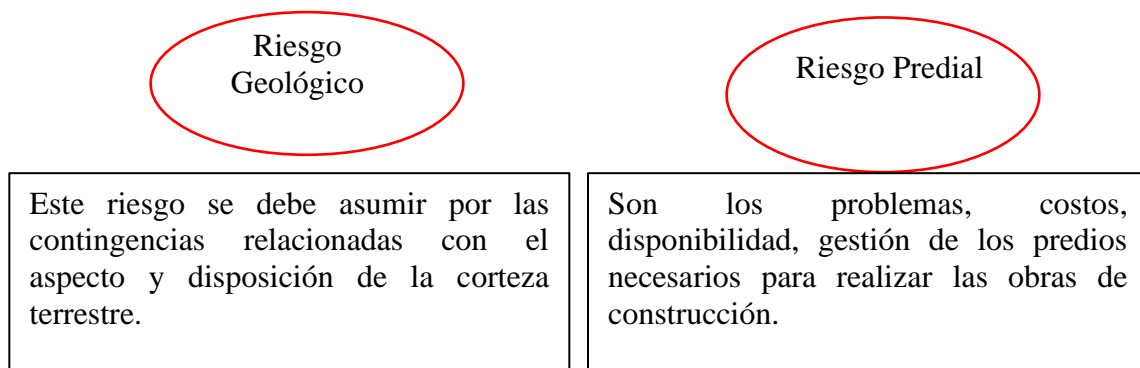 Riesgo
Geológico
Riesgo Predial
Este riesgo se debe asumir por las
contingencias relacionadas con el
aspecto y disposición de la corteza
terrestre.
Son los problemas, costos,
disponibilidad, gestión de los predios
necesarios para realizar las obras de
construcción.